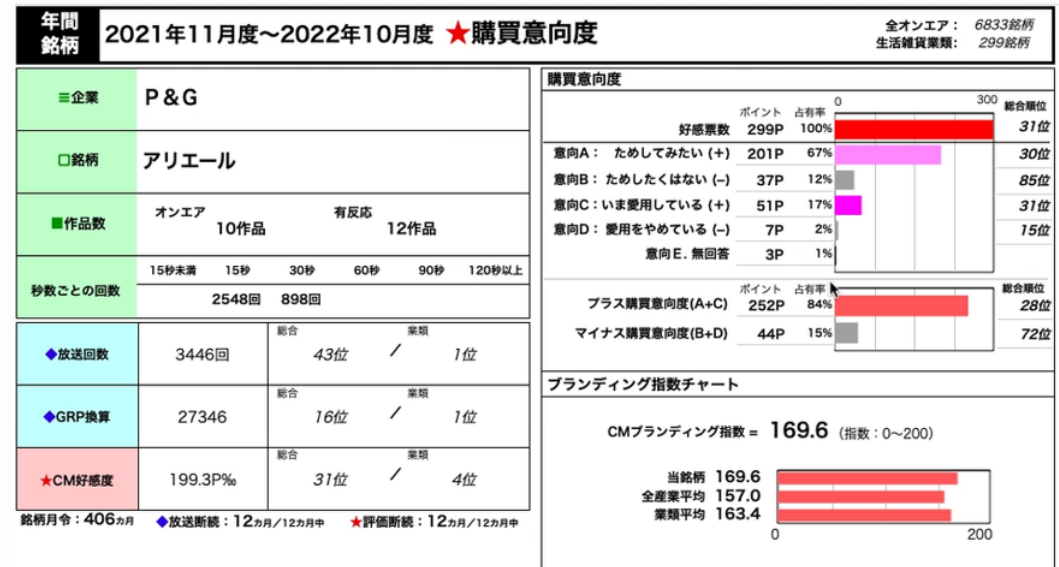 年間銘柄
2021年11月度〜2022年10月度 ★購買意向度
全オンエア： 6833銘柄
生活雑貨業類： 299銘柄
≡企業 P＆G
□銘柄 アリエール
■作品数 オンエア 10作品 有反応 12作品
秒数ごとの回数
15秒未満 15秒 30秒 60秒 90秒 120秒以上
2548回 898回
◆放送回数 3446回 総合 43位 / 業類 1位
◆GRP換算 27346 総合 16位 / 業類 1位
★CM好感度 199.3P‰ 総合 31位 / 業類 4位
銘柄月令：406カ月 ◆放送断続：12カ月／12カ月中 ★評価断続：12カ月／12カ月中
購買意向度
ポイント 占有率 0 300 総合順位
好感票数 299P 100% 31位
意向A： ためしてみたい (+) 201P 67% 30位
意向B： ためしたくはない (−) 37P 12% 85位
意向C：いま愛用している (+) 51P 17% 31位
意向D： 愛用をやめている (−) 7P 2% 15位
意向E. 無回答 3P 1%
ポイント 占有率 総合順位
プラス購買意向度(A+C) 252P 84% 28位
マイナス購買意向度(B+D) 44P 15% 72位
ブランディング指数チャート
CMブランディング指数 = 169.6 （指数：0〜200）
当銘柄 169.6
全産業平均 157.0
業類平均 163.4
0 200